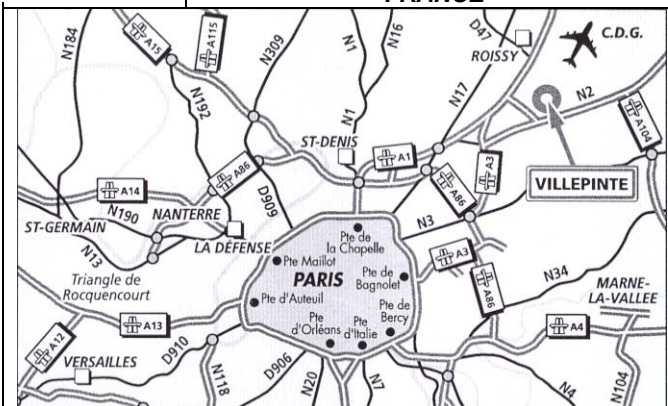 FRANCE
N184
A15
A115
N309
N1
N16
D47
ROISSY
C.D.G.
N192
N1
N17
N2
A104
ST-DENIS
A1
A3
A86
A86
VILLEPINTE
A14
D909
ST-GERMAIN
N190
NANTERRE
LA DÉFENSE
N13
Pte de
la Chapelle
N3
A3
Pte Maillot
PARIS
Pte de
Bagnolet
A86
N34
MARNE-
LA-VALLEE
Triangle de
Rocquencourt
Pte d'Auteuil
Pte de
Bercy
Pte
d'Orléans
Pte
d'Italie
A13
A4
A12
VERSAILLES
D910
N118
D906
N20
N7
N4
N104